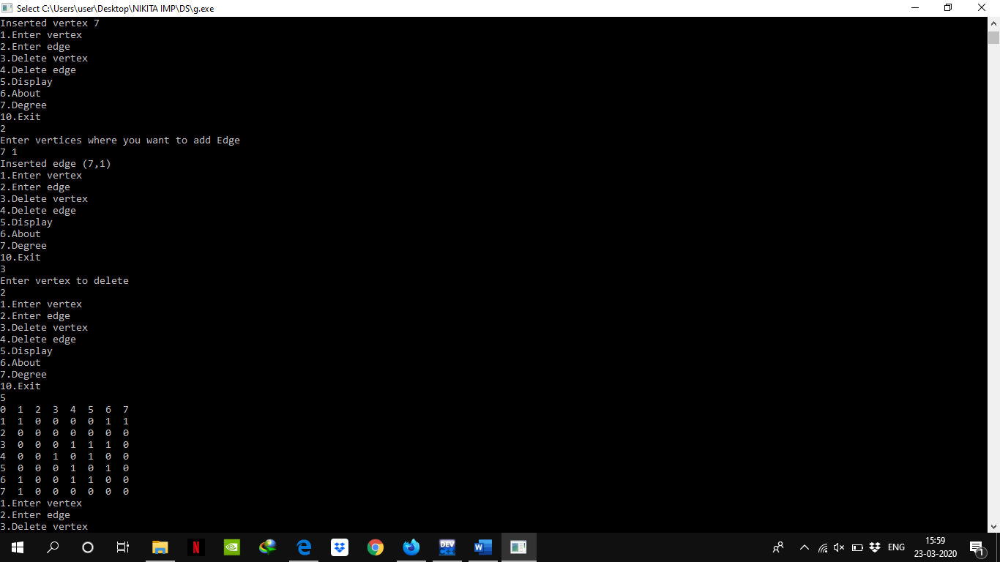 Select C:\Users\user\Desktop\NIKITA IMP\DS\g.exe
Inserted vertex 7
1.Enter vertex
2.Enter edge
3.Delete vertex
4.Delete edge
5.Display
6.About
7.Degree
10.Exit
2
Enter vertices where you want to add Edge
7 1
Inserted edge (7,1)
1.Enter vertex
2.Enter edge
3.Delete vertex
4.Delete edge
5.Display
6.About
7.Degree
10.Exit
3
Enter vertex to delete
2
1.Enter vertex
2.Enter edge
3.Delete vertex
4.Delete edge
5.Display
6.About
7.Degree
10.Exit
5
0 1 2 3 4 5 6 7
1 1 0 0 0 0 1 1
2 0 0 0 0 0 0 0
3 0 0 0 1 1 1 0
4 0 0 1 0 1 0 0
5 0 0 0 1 0 1 0
6 1 0 0 1 1 0 0
7 1 0 0 0 0 0 0
1.Enter vertex
2.Enter edge
3.Delete vertex
N
DEV
W
ENG
15:59
23-03-2020
1